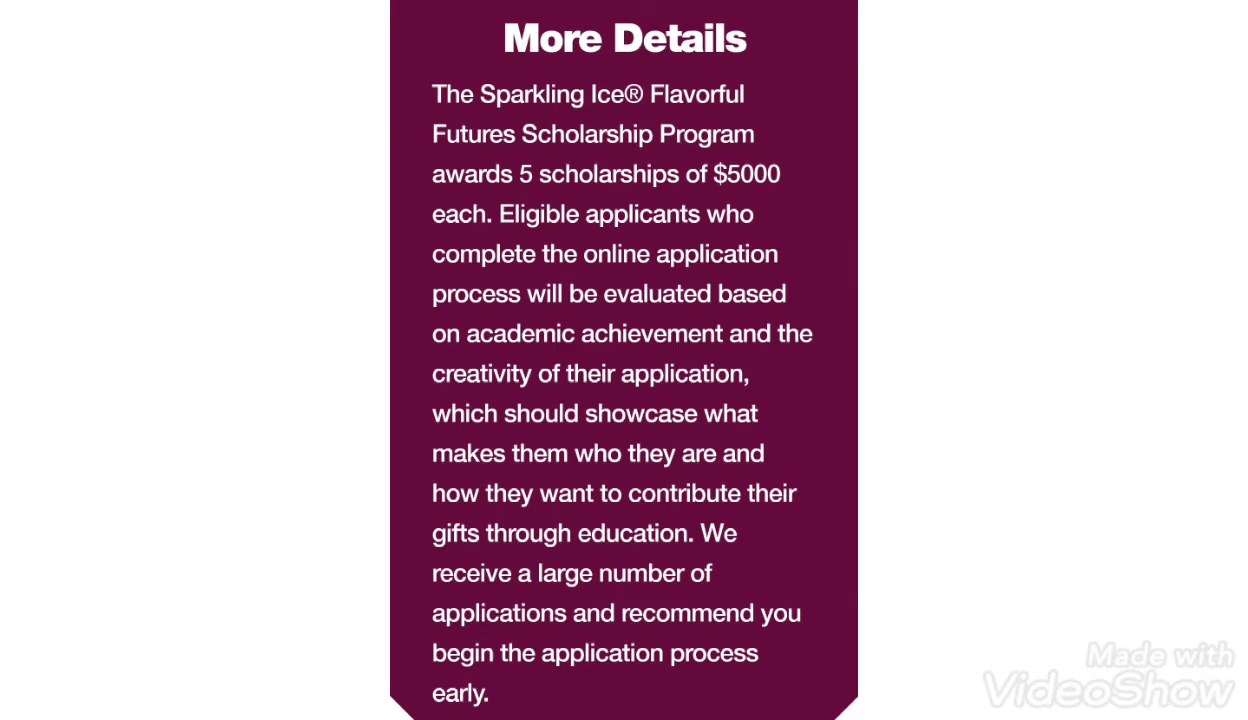 More Details
The Sparkling Ice® Flavorful
Futures Scholarship Program
awards 5 scholarships of $5000
each. Eligible applicants who
complete the online application
process will be evaluated based
on academic achievement and the
creativity of their application,
which should showcase what
makes them who they are and
how they want to contribute their
gifts through education. We
receive a large number of
applications and recommend you
begin the application process
early.
Made with
VideoShow